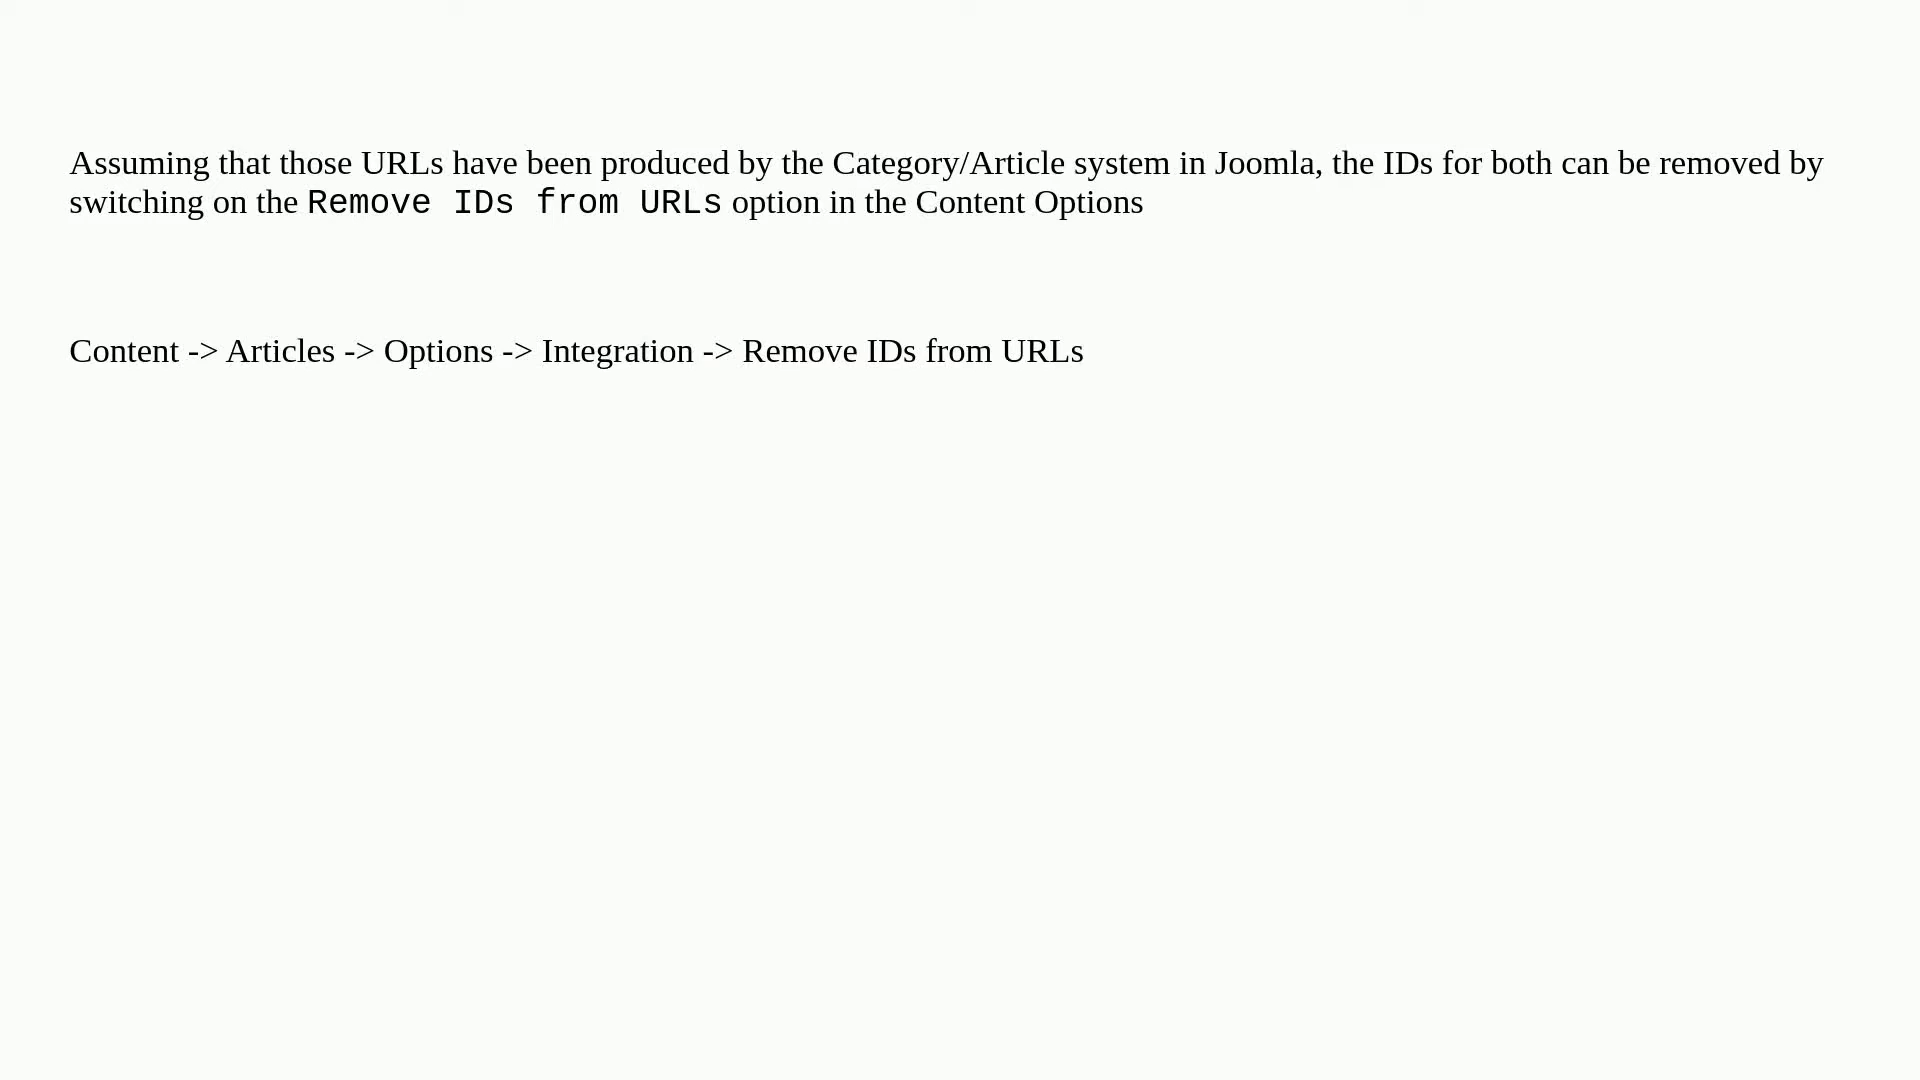 Assuming that those URLs have been produced by the Category/Article system in Joomla, the IDs for both can be removed by
switching on the Remove IDs from URLs option in the Content Options
Content -> Articles -> Options -> Integration -> Remove IDs from URLs